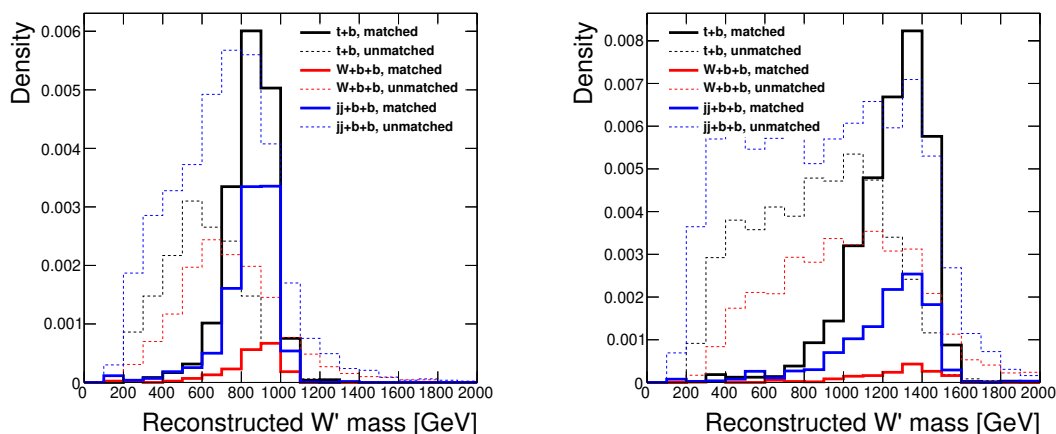 Density
0.006
0.005
0.004
0.003
0.002
0.001
0
t+b, matched
t+b, unmatched
W+b+b, matched
W+b+b, unmatched
jj+b+b, matched
jj+b+b, unmatched
0 200 400 600 800 1000 1200 1400 1600 1800 2000
Reconstructed W' mass [GeV]
Density
0.008
0.007
0.006
0.005
0.004
0.003
0.002
0.001
0
t+b, matched
t+b, unmatched
W+b+b, matched
W+b+b, unmatched
jj+b+b, matched
jj+b+b, unmatched
0 200 400 600 800 1000 1200 1400 1600 1800 2000
Reconstructed W' mass [GeV]